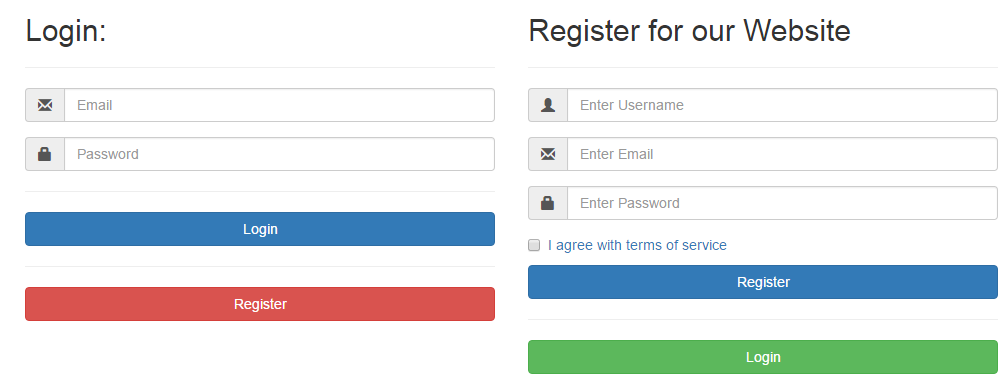 Login:
Email
Password
Login
Register
Register for our Website
Enter Username
Enter Email
Enter Password
I agree with terms of service
Register
Login